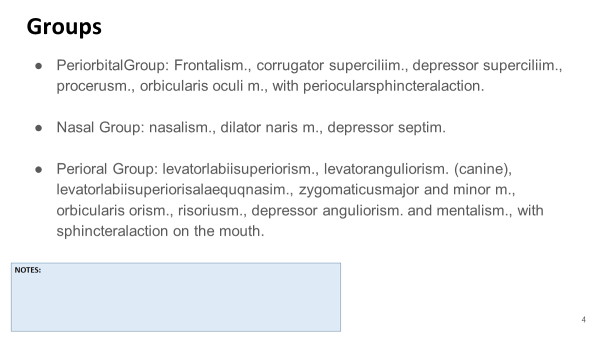 Groups
● PeriorbitalGroup: Frontalism., corrugator superciliim., depressor superciliim.,
procerusm., orbicularis oculi m., with periocularsphincteralaction.
● Nasal Group: nasalism., dilator naris m., depressor septim.
● Perioral Group: levatorlabiisuperiorism., levatoranguliorism. (canine),
levatorlabiisuperiorisalaequqnasim., zygomaticusmajor and minor m.,
orbicularis orism., risoriusm., depressor anguliorism. and mentalism., with
sphincteralaction on the mouth.
NOTES:
4